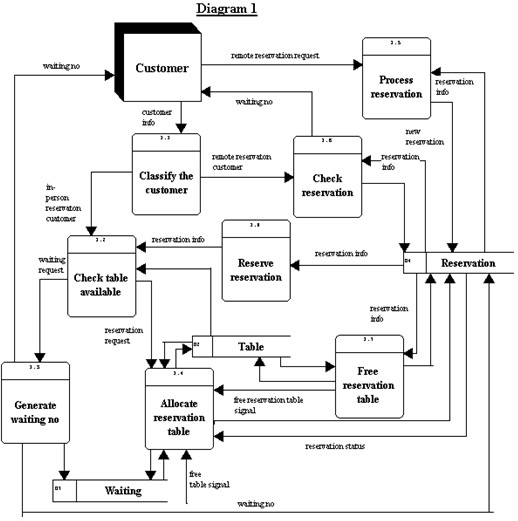 Diagram 1
3.5
waiting no
Customer
remote reservation request
Process
reservation
reservation
info
waiting no
customer
info
new
reservation
3.3
3.6
Classify the
customer
remote reservaton
customer
Check
reservation
reservation
info
in-
person
reservaton
customer
3.2
3.8
waiting
request
Check table
available
reservation info
Reserve
reservation
reservation info
D4
Reservation
reservation
request
reservation
info
D2
Table
3.1
3.3
3.4
Generate
waiting no
Allocate
reservation
table
free reservation table
signal
Free
reservation
table
reservation status
D1
Waiting
free
table signal
waiting no